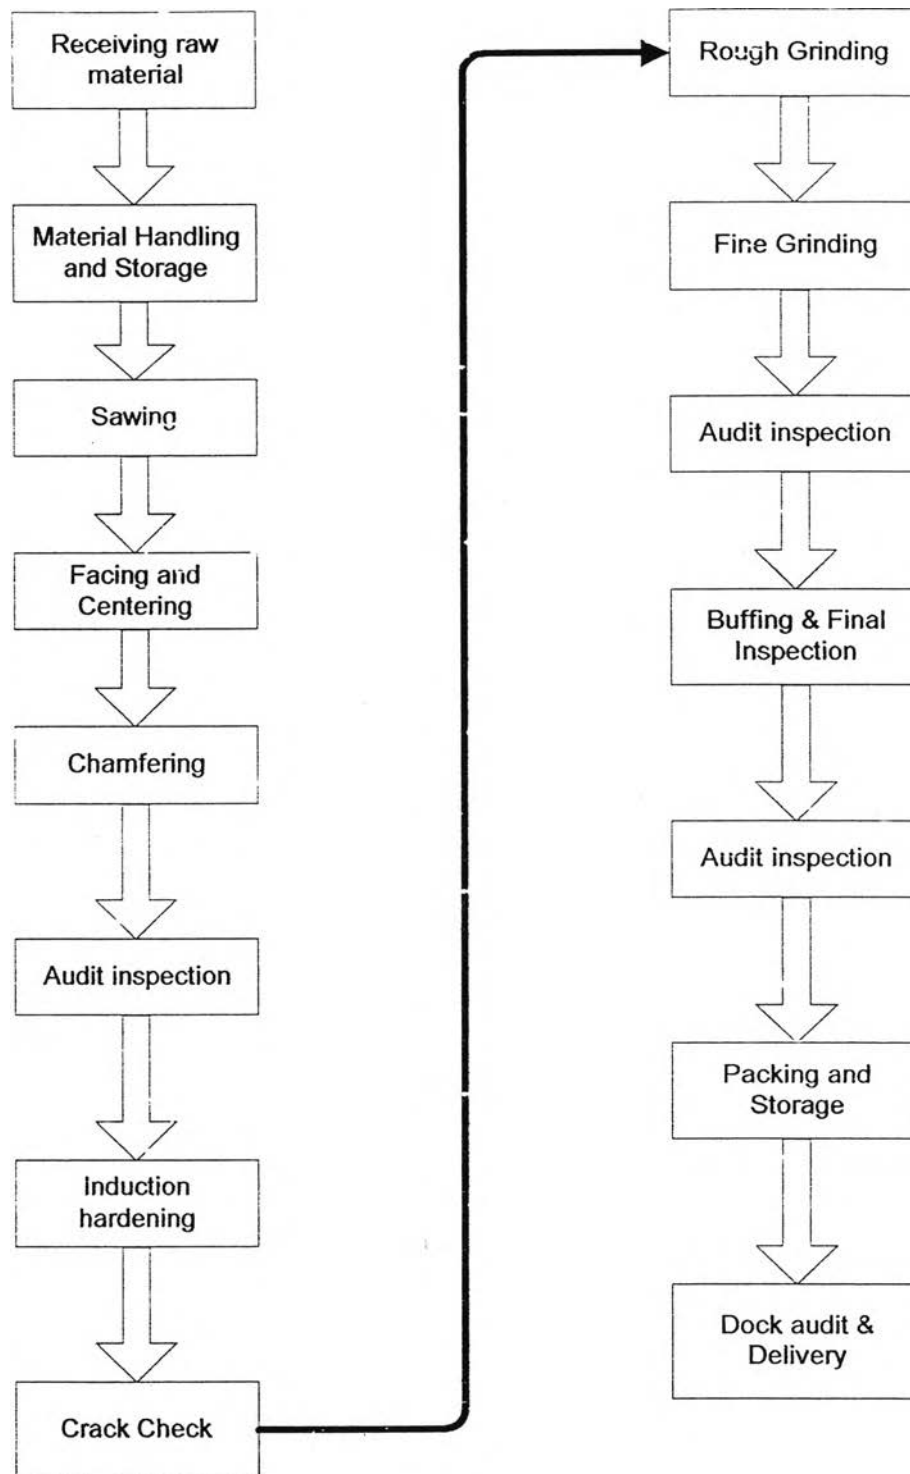 Receiving raw
material
Material Handling
and Storage
Sawing
Facing and
Centering
Chamfering
Audit inspection
Induction
hardening
Crack Check
Rough Grinding
Fine Grinding
Audit inspection
Buffing & Final
Inspection
Audit inspection
Packing and
Storage
Dock audit &
Delivery